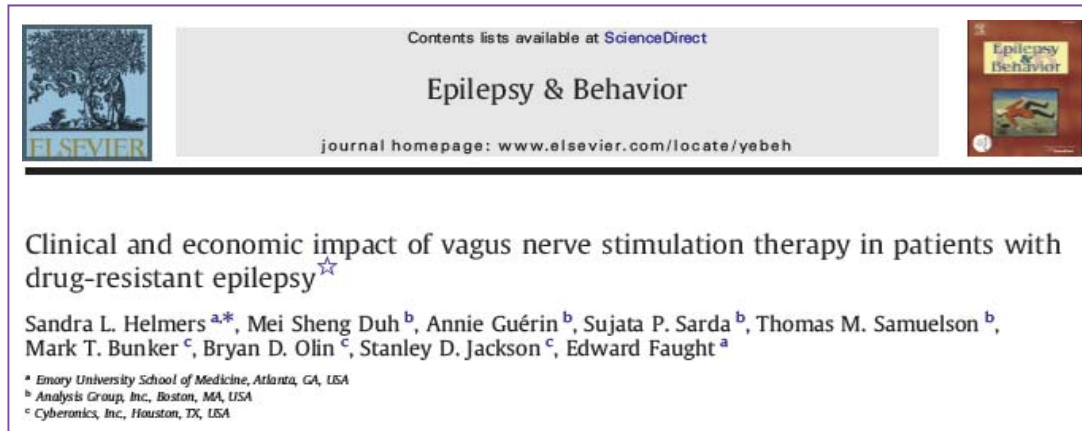 Contents lists available at ScienceDirect
Epilepsy & Behavior
journal homepage: www.elsevier.com/locate/yebeh
ELSEVIER
Epilepsy
& Behavior
Clinical and economic impact of vagus nerve stimulation therapy in patients with
drug-resistant epilepsy☆
Sandra L. Helmers a,*, Mei Sheng Duh b, Annie Guérin b, Sujata P. Sarda b, Thomas M. Samuelson b,
Mark T. Bunker c, Bryan D. Olin c, Stanley D. Jackson c, Edward Faught a
a Emory University School of Medicine, Atlanta, GA, USA
b Analysis Group, Inc., Boston, MA, USA
c Cyberonics, Inc., Houston, TX, USA